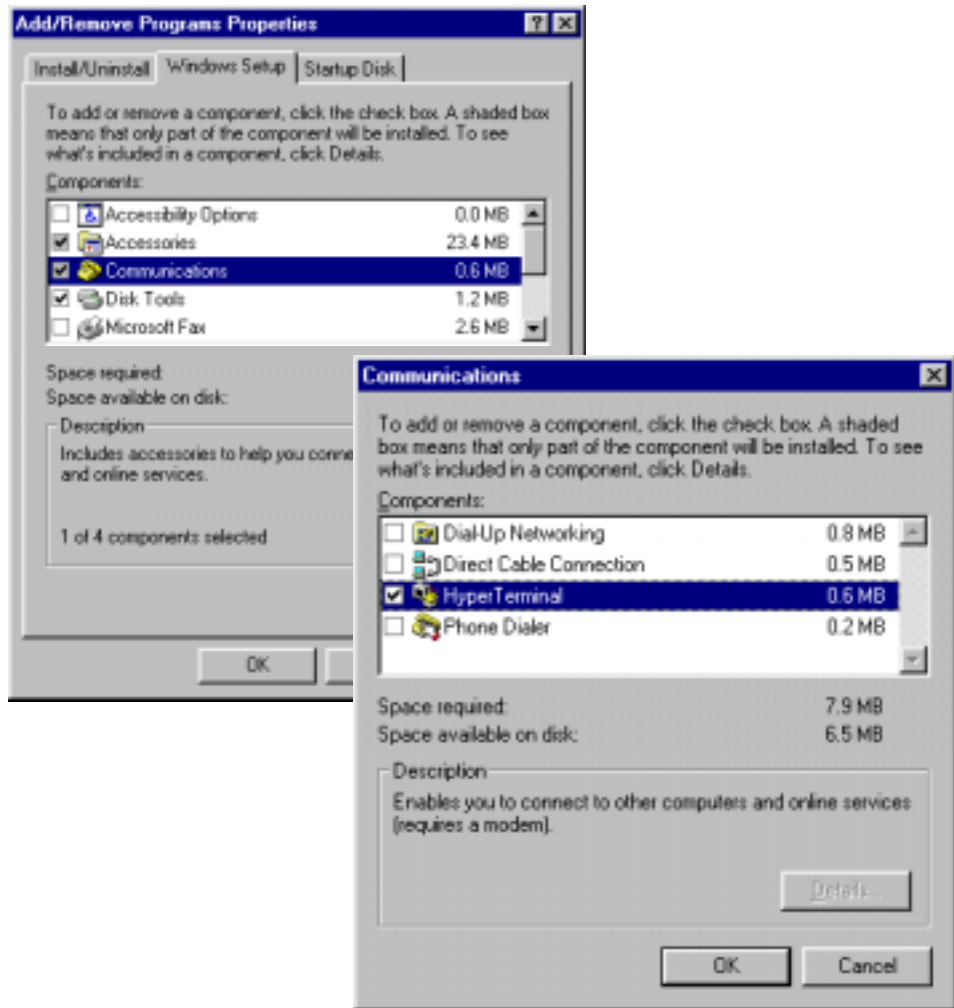 Add/Remove Programs Properties
Install/Uninstall Windows Setup Startup Disk
To add or remove a component, click the check box. A shaded box
means that only part of the component will be installed. To see
what's included in a component, click Details.
Components:
Accessibility Options 0.0 MB
Accessories 23.4 MB
Communications 0.6 MB
Disk Tools 1.2 MB
Microsoft Fax 2.6 MB
Space required:
Space available on disk:
Description
Includes accessories to help you conne
and online services.
1 of 4 components selected
OK
Communications
To add or remove a component, click the check box. A shaded
box means that only part of the component will be installed. To see
what's included in a component, click Details.
Components:
Dial-Up Networking 0.8 MB
Direct Cable Connection 0.5 MB
HyperTerminal 0.6 MB
Phone Dialer 0.2 MB
Space required: 7.9 MB
Space available on disk: 6.5 MB
Description
Enables you to connect to other computers and online services
(requires a modem).
Details...
OK Cancel